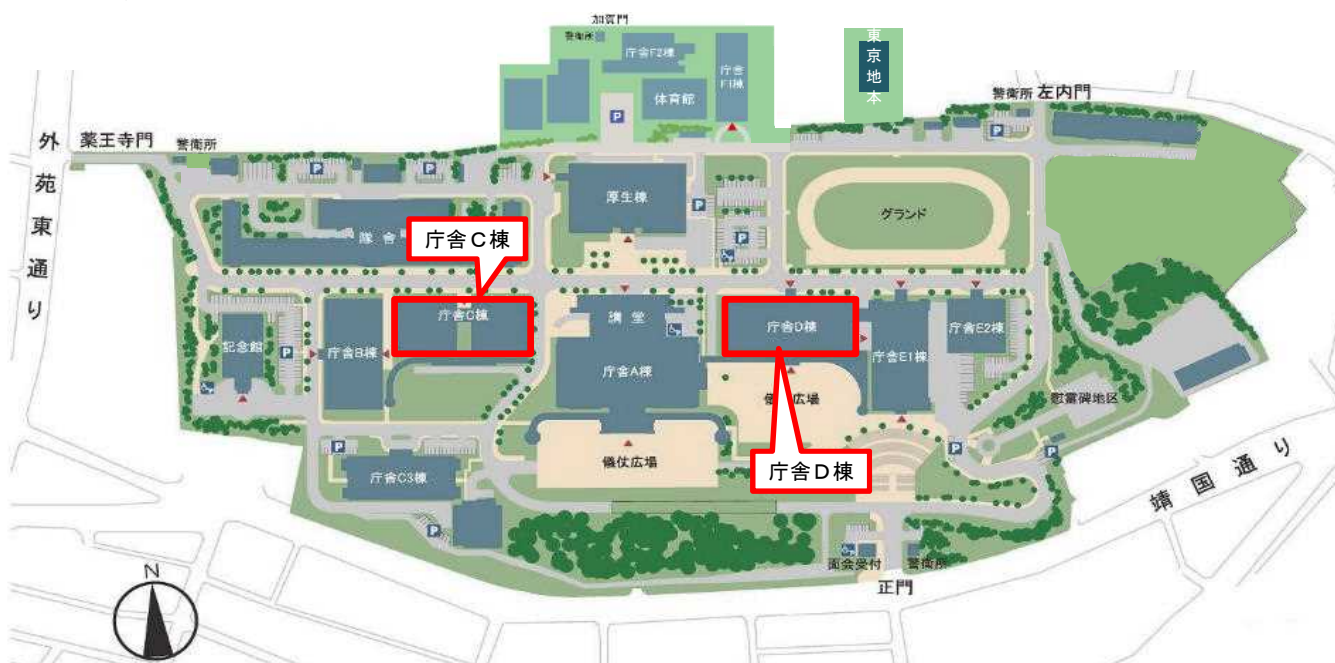 加賀門
警衛所
庁舎F2棟
庁舎
F1棟
体育館
P
東京地本
警衛所
左内門
P
外苑東通り
薬王寺門
警衛所
P
P
厚生棟
P
P
グランド
隊舎
庁舎C棟
庁舎C棟
講堂
庁舎D棟
庁舎E2棟
記念館
P
庁舎B棟
庁舎A棟
庁舎E1棟
儀仗広場
慰霊碑地区
儀仗広場
庁舎D棟
P
P
P
庁舎C3棟
P
靖国通り
面会受付
警衛所
正門
N